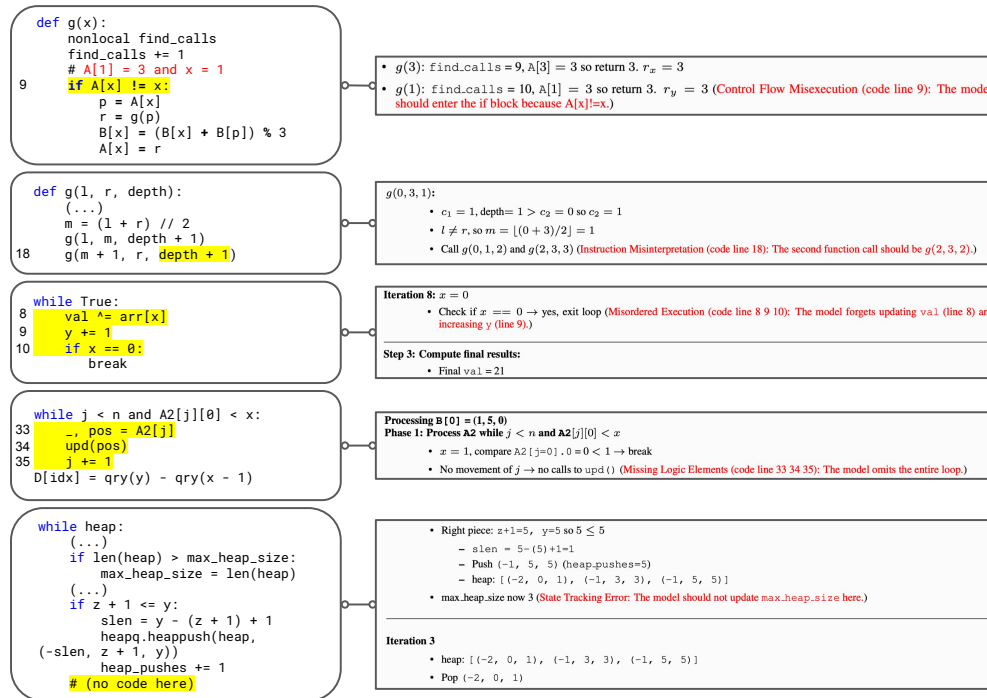 def g(x):
nonlocal find_calls
find_calls += 1
# A[1] = 3 and x = 1
9 if A[x] != x:
p = A[x]
r = g(p)
B[x] = (B[x] + B[p]) % 3
A[x] = r
• g(3): find_calls = 9, A[3] = 3 so return 3. r_x = 3
• g(1): find_calls = 10, A[1] = 3 so return 3. r_y = 3 (Control Flow Misexecution (code line 9): The mode
should enter the if block because A[x]!=x.)
def g(l, r, depth):
(...)
m = (l + r) // 2
g(l, m, depth + 1)
18 g(m + 1, r, depth + 1)
g(0, 3, 1):
• c₁ = 1, depth= 1 > c₂ = 0 so c₂ = 1
• l ≠ r, so m = ⌊(0 + 3)/2⌋ = 1
• Call g(0, 1, 2) and g(2, 3, 3) (Instruction Misinterpretation (code line 18): The second function call should be g(2, 3, 2).)
while True:
8 val ^= arr[x]
9 y += 1
10 if x == 0:
break
Iteration 8: x = 0
• Check if x == 0 → yes, exit loop (Misordered Execution (code line 8 9 10): The model forgets updating val (line 8) an
increasing y (line 9).)
Step 3: Compute final results:
• Final val = 21
while j < n and A2[j][0] < x:
33 _, pos = A2[j]
34 upd(pos)
35 j += 1
D[idx] = qry(y) - qry(x - 1)
Processing B[0] = (1, 5, 0)
Phase 1: Process A2 while j < n and A2[j][0] < x
• x = 1, compare A2[j=0].0 = 0 < 1 → break
• No movement of j → no calls to upd() (Missing Logic Elements (code line 33 34 35): The model omits the entire loop.)
while heap:
(...)
if len(heap) > max_heap_size:
max_heap_size = len(heap)
(...)
if z + 1 <= y:
slen = y - (z + 1) + 1
heapq.heappush(heap,
(-slen, z + 1, y))
heap_pushes += 1
# (no code here)
• Right piece: z+1=5, y=5 so 5 ≤ 5
– slen = 5-(5)+1=1
– Push (-1, 5, 5) (heap_pushes=5)
– heap: [(-2, 0, 1), (-1, 3, 3), (-1, 5, 5)]
• max_heap_size now 3 (State Tracking Error: The model should not update max_heap_size here.)
Iteration 3
• heap: [(-2, 0, 1), (-1, 3, 3), (-1, 5, 5)]
• Pop (-2, 0, 1)